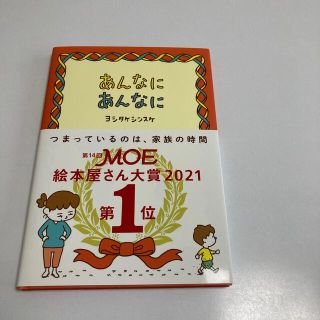 あんなに
あんなに
ヨシタケシンスケ
つまっているのは、家族の時間
第14回 MOE
絵本屋さん大賞2021
第1位